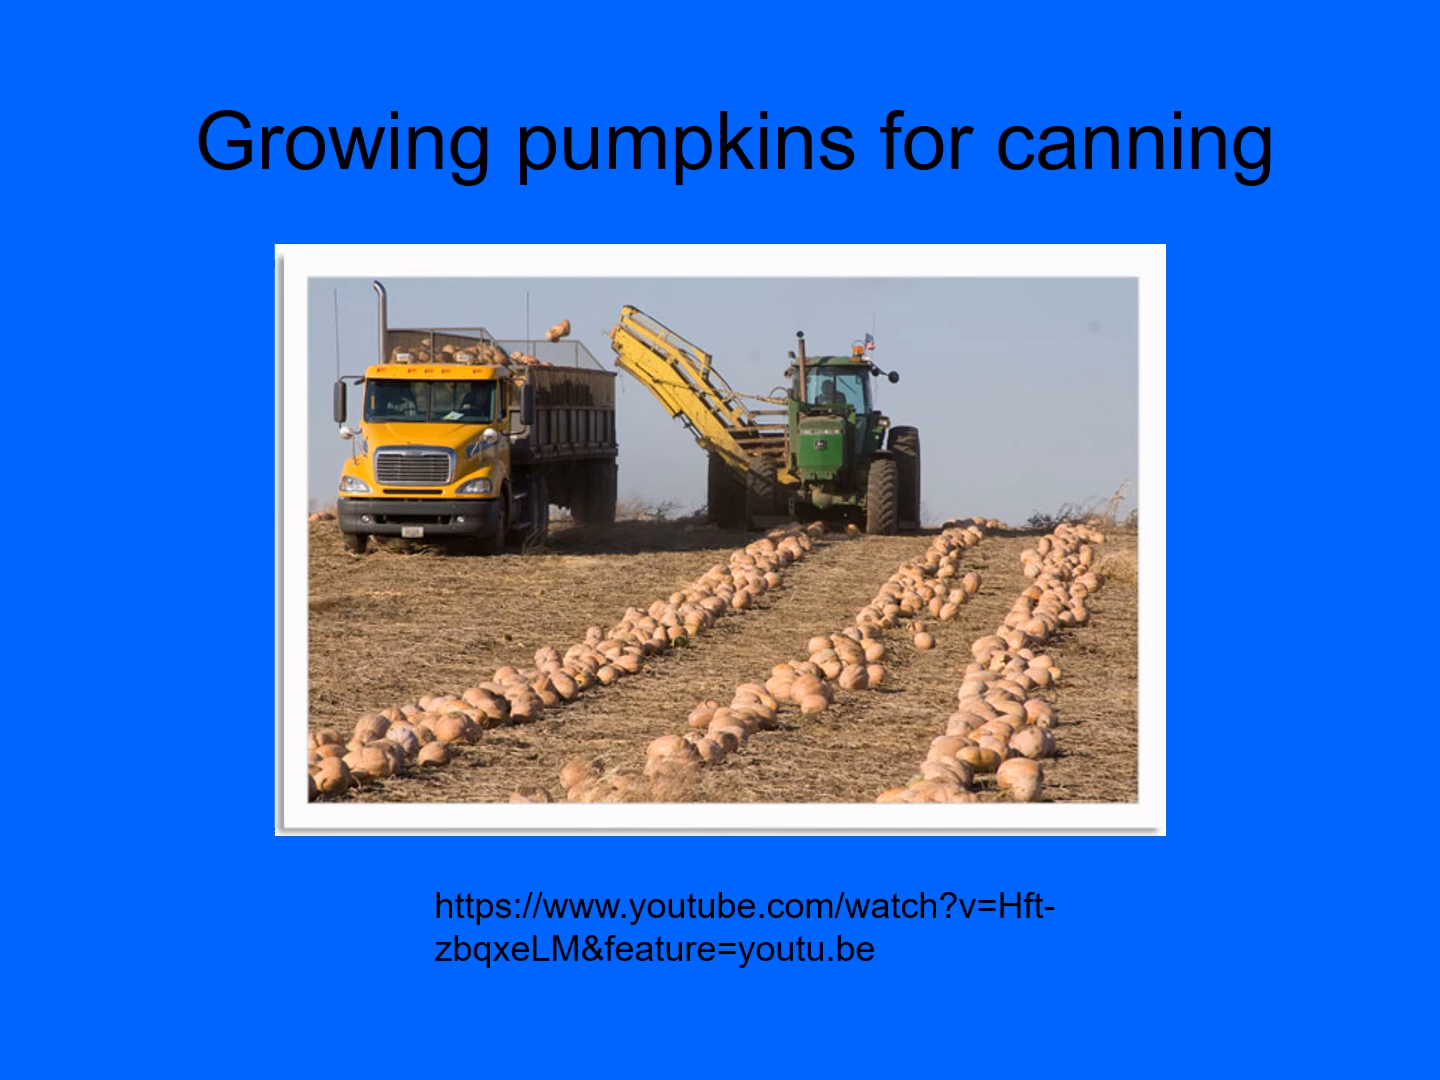 Growing pumpkins for canning
https://www.youtube.com/watch?v=Hft-
zbqxeLM&feature=youtu.be